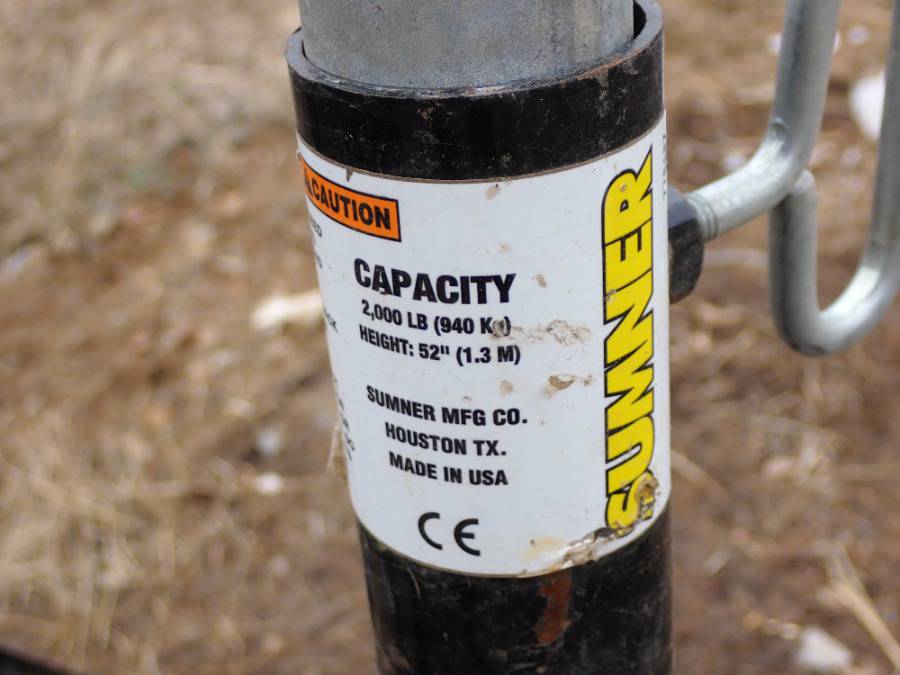 CAUTION
CAPACITY
2,000 LB (940 K
HEIGHT: 52" (1.3 M)
SUMNER MFG CO.
HOUSTON TX.
MADE IN USA
CE
SUMNER